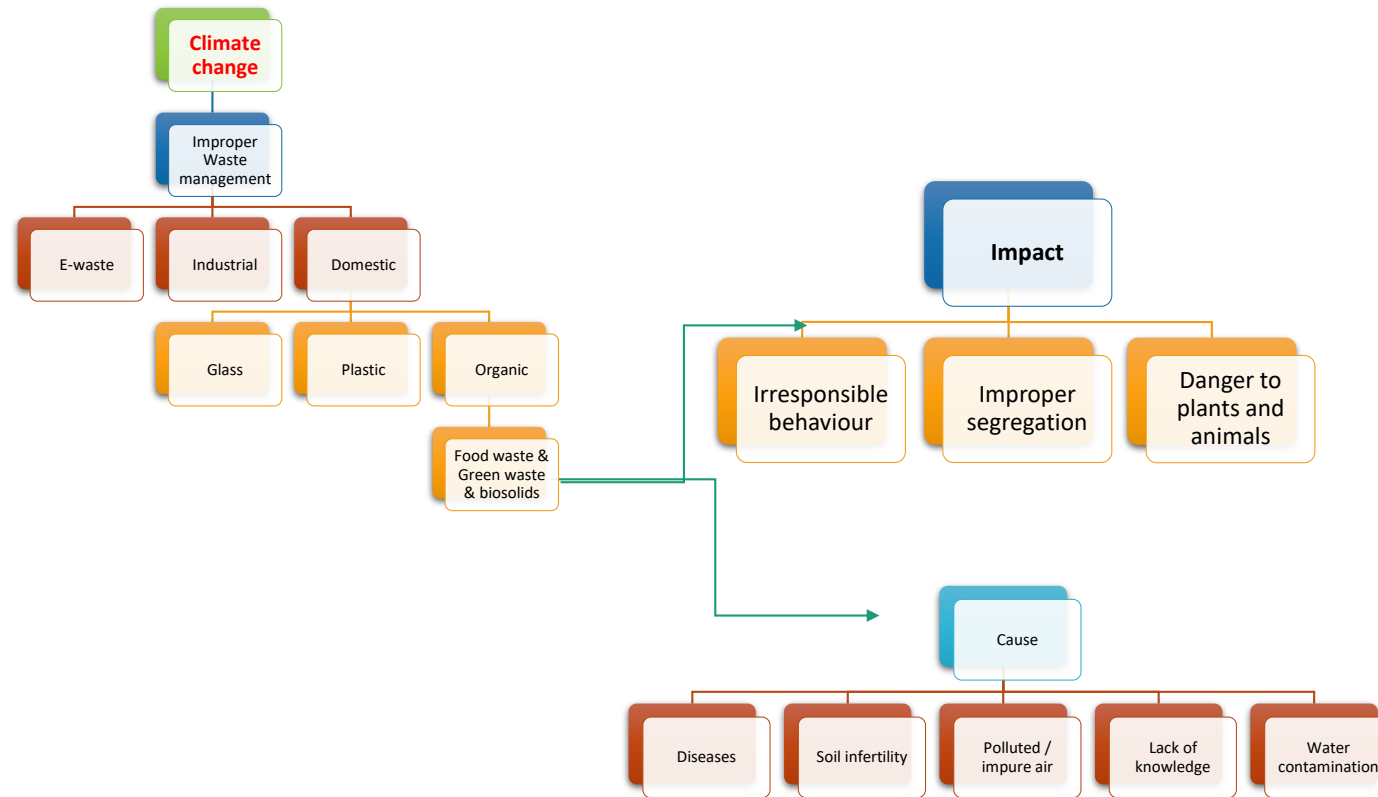 Climate
change
Improper
Waste
management
E-waste
Industrial
Domestic
Glass
Plastic
Organic
Food waste &
Green waste
& biosolids
Impact
Irresponsible
behaviour
Improper
segregation
Danger to
plants and
animals
Cause
Diseases
Soil infertility
Polluted /
impure air
Lack of
knowledge
Water
contamination